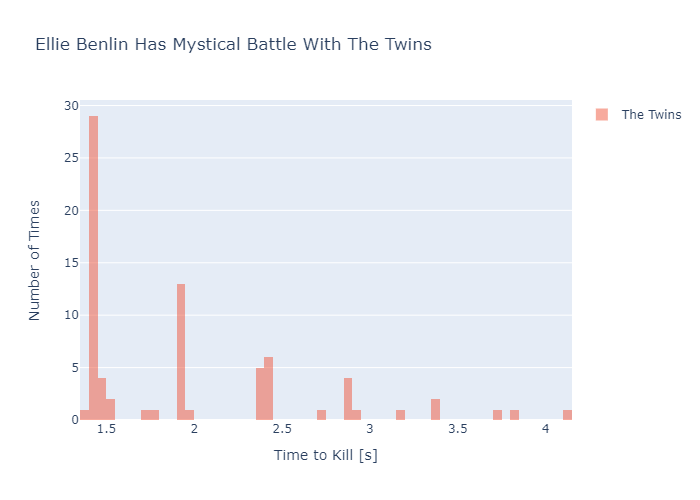 Ellie Benlin Has Mystical Battle With The Twins
The Twins
30
25
20
15
10
5
0
Number of Times
1.5 2 2.5 3 3.5 4
Time to Kill [s]